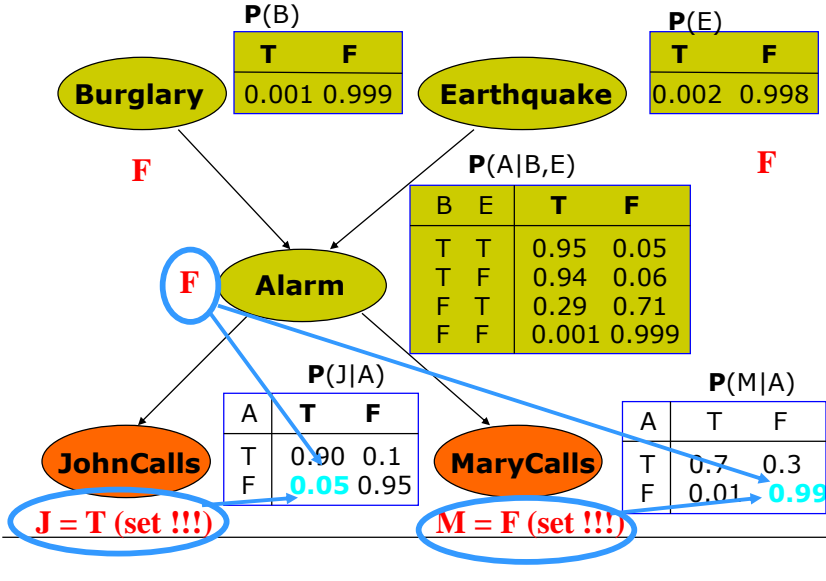 P(B)
T F
0.001 0.999
P(E)
T F
0.002 0.998
Burglary
Earthquake
F
F
P(A|B,E)
B E T F
T T 0.95 0.05
T F 0.94 0.06
F T 0.29 0.71
F F 0.001 0.999
F
Alarm
P(J|A)
A T F
T 0.90 0.1
F 0.05 0.95
P(M|A)
A T F
T 0.7 0.3
F 0.01 0.99
JohnCalls
MaryCalls
J = T (set !!!)
M = F (set !!!)